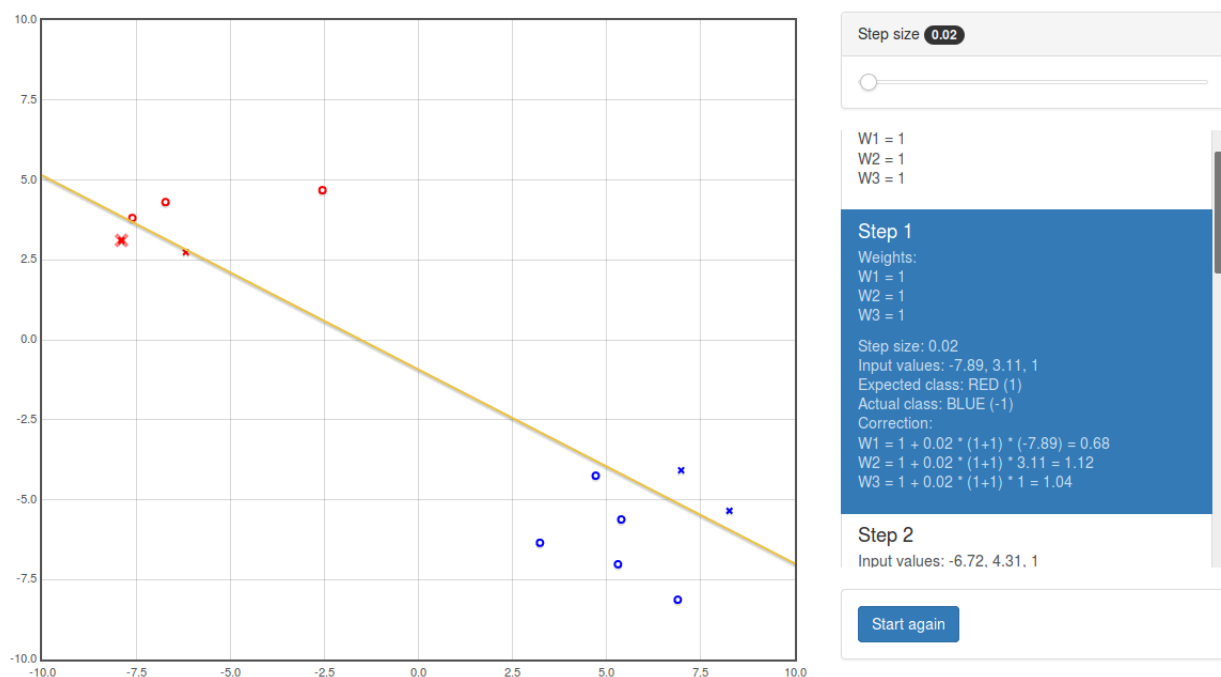 10.0
7.5
5.0
2.5
0.0
-2.5
-5.0
-7.5
-10.0
-10.0 -7.5 -5.0 -2.5 0.0 2.5 5.0 7.5 10.0
Step size 0.02
W1 = 1
W2 = 1
W3 = 1
Step 1
Weights:
W1 = 1
W2 = 1
W3 = 1
Step size: 0.02
Input values: -7.89, 3.11, 1
Expected class: RED (1)
Actual class: BLUE (-1)
Correction:
W1 = 1 + 0.02 * (1+1) * (-7.89) = 0.68
W2 = 1 + 0.02 * (1+1) * 3.11 = 1.12
W3 = 1 + 0.02 * (1+1) * 1 = 1.04
Step 2
Input values: -6.72, 4.31, 1
Start again